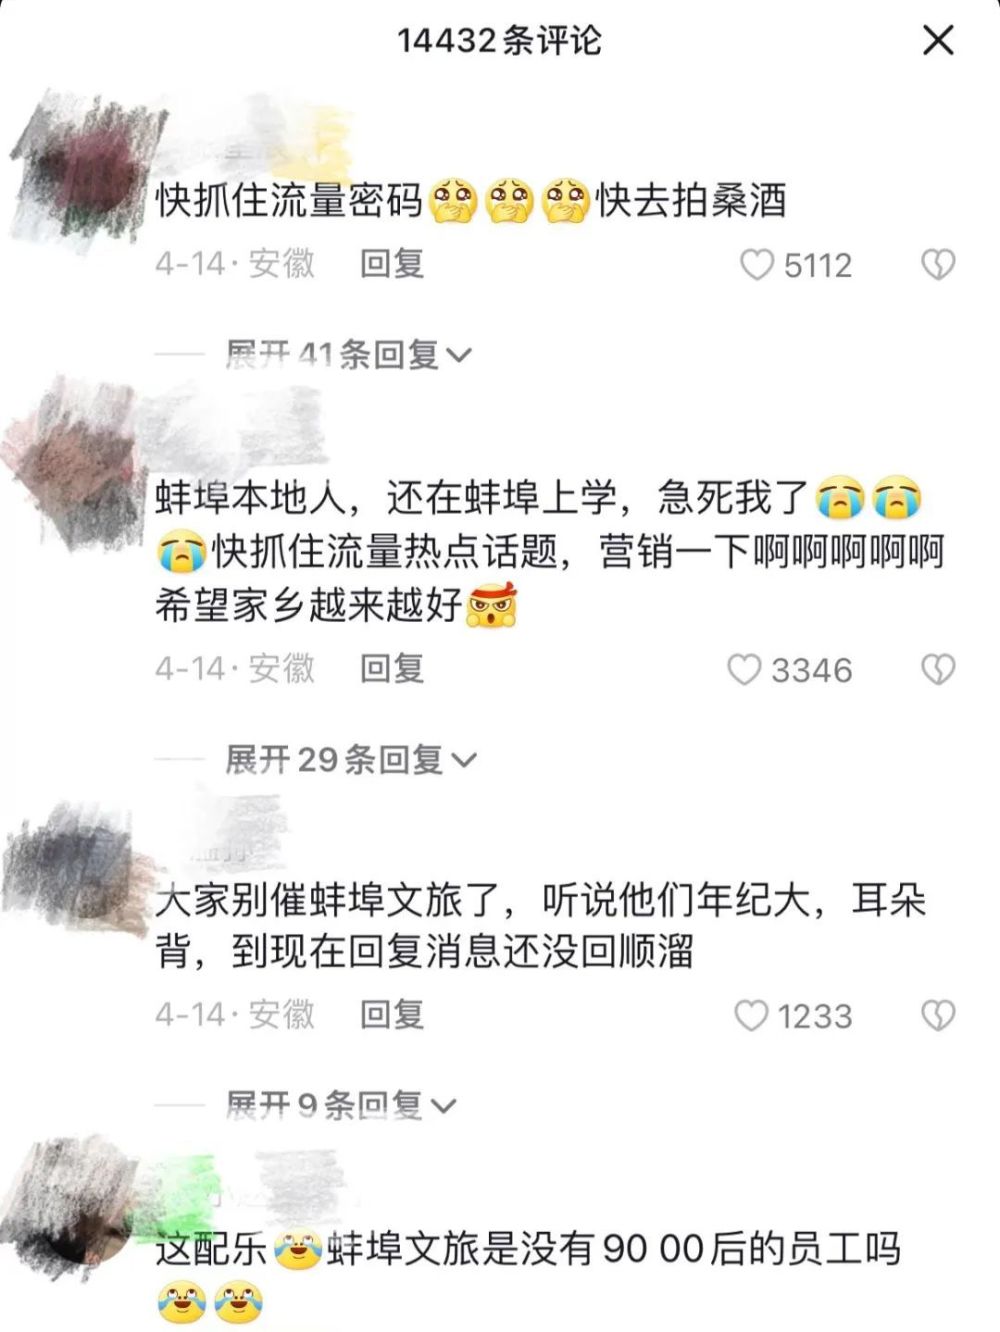 14432条评论
快抓住流量密码🥹🥹🥹快去拍桑酒
4-14·安徽 回复 5112
展开41条回复
蚌埠本地人，还在蚌埠上学，急死我了😭😭
😭快抓住流量热点话题，营销一下啊啊啊啊啊
希望家乡越来越好
4-14·安徽 回复 3346
展开29条回复
大家别催蚌埠文旅了，听说他们年纪大，耳朵
背，到现在回复消息还没回顺溜
4-14·安徽 回复 1233
展开9条回复
这配乐😂蚌埠文旅是没有90 00后的员工吗
😂😂